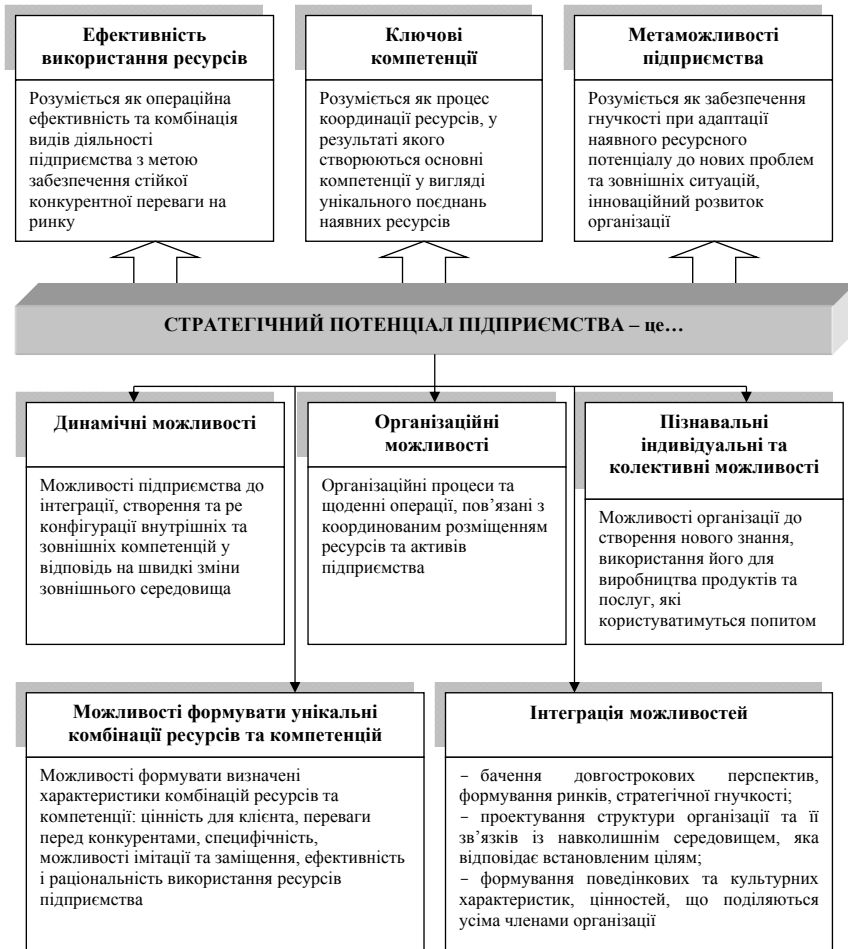 Ефективність
використання ресурсів
Розуміється як операційна
ефективність та комбінація
видів діяльності
підприємства з метою
забезпечення стійкої
конкурентної переваги на
ринку
Ключові
компетенції
Розуміється як процес
координації ресурсів, у
результаті якого
створюються основні
компетенції у вигляді
унікального поєднань
наявних ресурсів
Метаможливості
підприємства
Розуміється як забезпечення
гнучкості при адаптації
наявного ресурсного
потенціалу до нових проблем
та зовнішніх ситуацій,
інноваційний розвиток
організації
СТРАТЕГІЧНИЙ ПОТЕНЦІАЛ ПІДПРИЄМСТВА – це…
Динамічні можливості
Можливості підприємства до
інтеграції, створення та ре
конфігурації внутрішніх та
зовнішніх компетенцій у
відповідь на швидкі зміни
зовнішнього середовища
Організаційні
можливості
Організаційні процеси та
щоденні операції, пов’язані з
координованим розміщенням
ресурсів та активів
підприємства
Пізнавальні
індивідуальні та
колективні можливості
Можливості організації до
створення нового знання,
використання його для
виробництва продуктів та
послуг, які
користуватимуться попитом
Можливості формувати унікальні
комбінації ресурсів та компетенцій
Можливості формувати визначені
характеристики комбінацій ресурсів та
компетенції: цінність для клієнта, переваги
перед конкурентами, специфічність,
можливості імітації та заміщення, ефективність
і раціональність використання ресурсів
підприємства
Інтеграція можливостей
− бачення довгострокових перспектив,
формування ринків, стратегічної гнучкості;
− проектування структури організації та її
зв’язків із навколишнім середовищем, яка
відповідає встановленим цілям;
− формування поведінкових та культурних
характеристик, цінностей, що поділяються
усіма членами організації